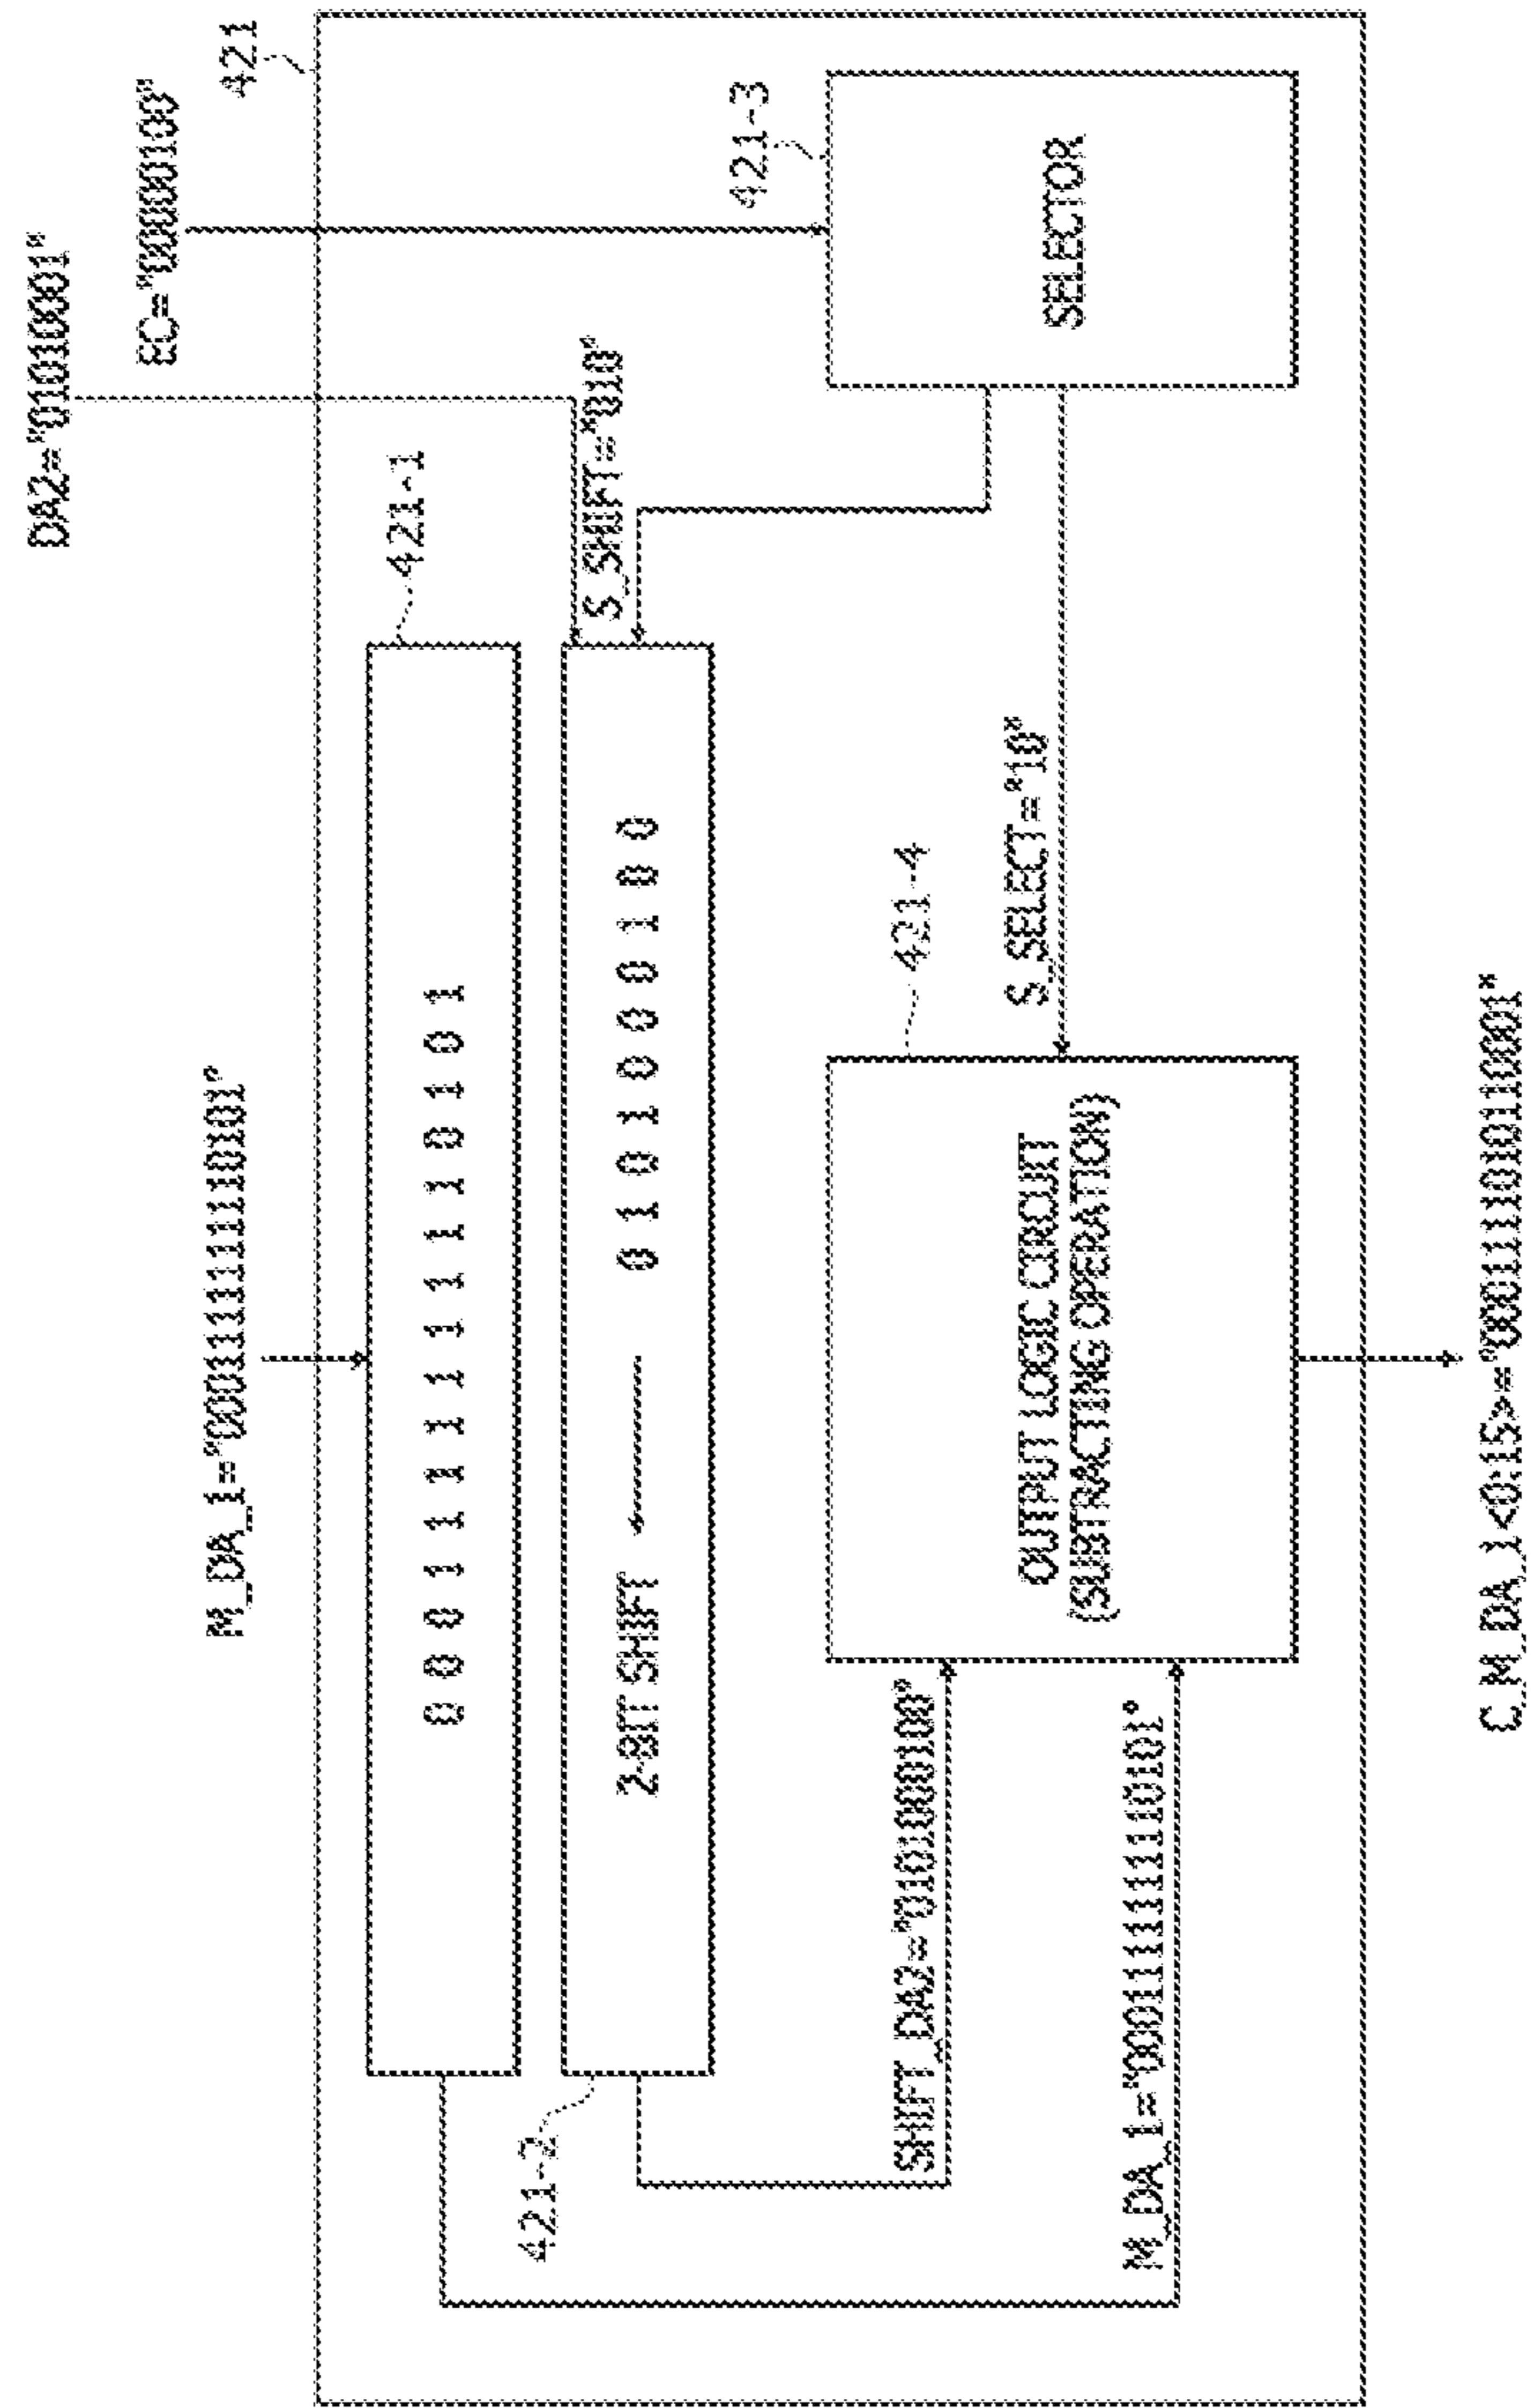 DA2="01010001"
EC="00000100"
421
M_DA_1="0001111111110101"
421-1
0 0 0 1 1 1 1 1 1 1 1 1 0 1 0 1
S_SHIFT="010"
421-2
2-BIT SHIFT
0 1 0 1 0 0 0 1 0 0
421-3
SELECTOR
SHIFT_DA2="0101000100"
M_DA_1="0001111111110101"
421-4
OUTPUT LOGIC CIRCUIT
(SUBTRACTING OPERATION)
S_SELECT="10"
C_M_DA_1<0:15>="0001111010110001"